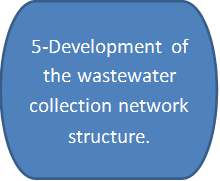 5-Development of
the wastewater
collection network
structure.